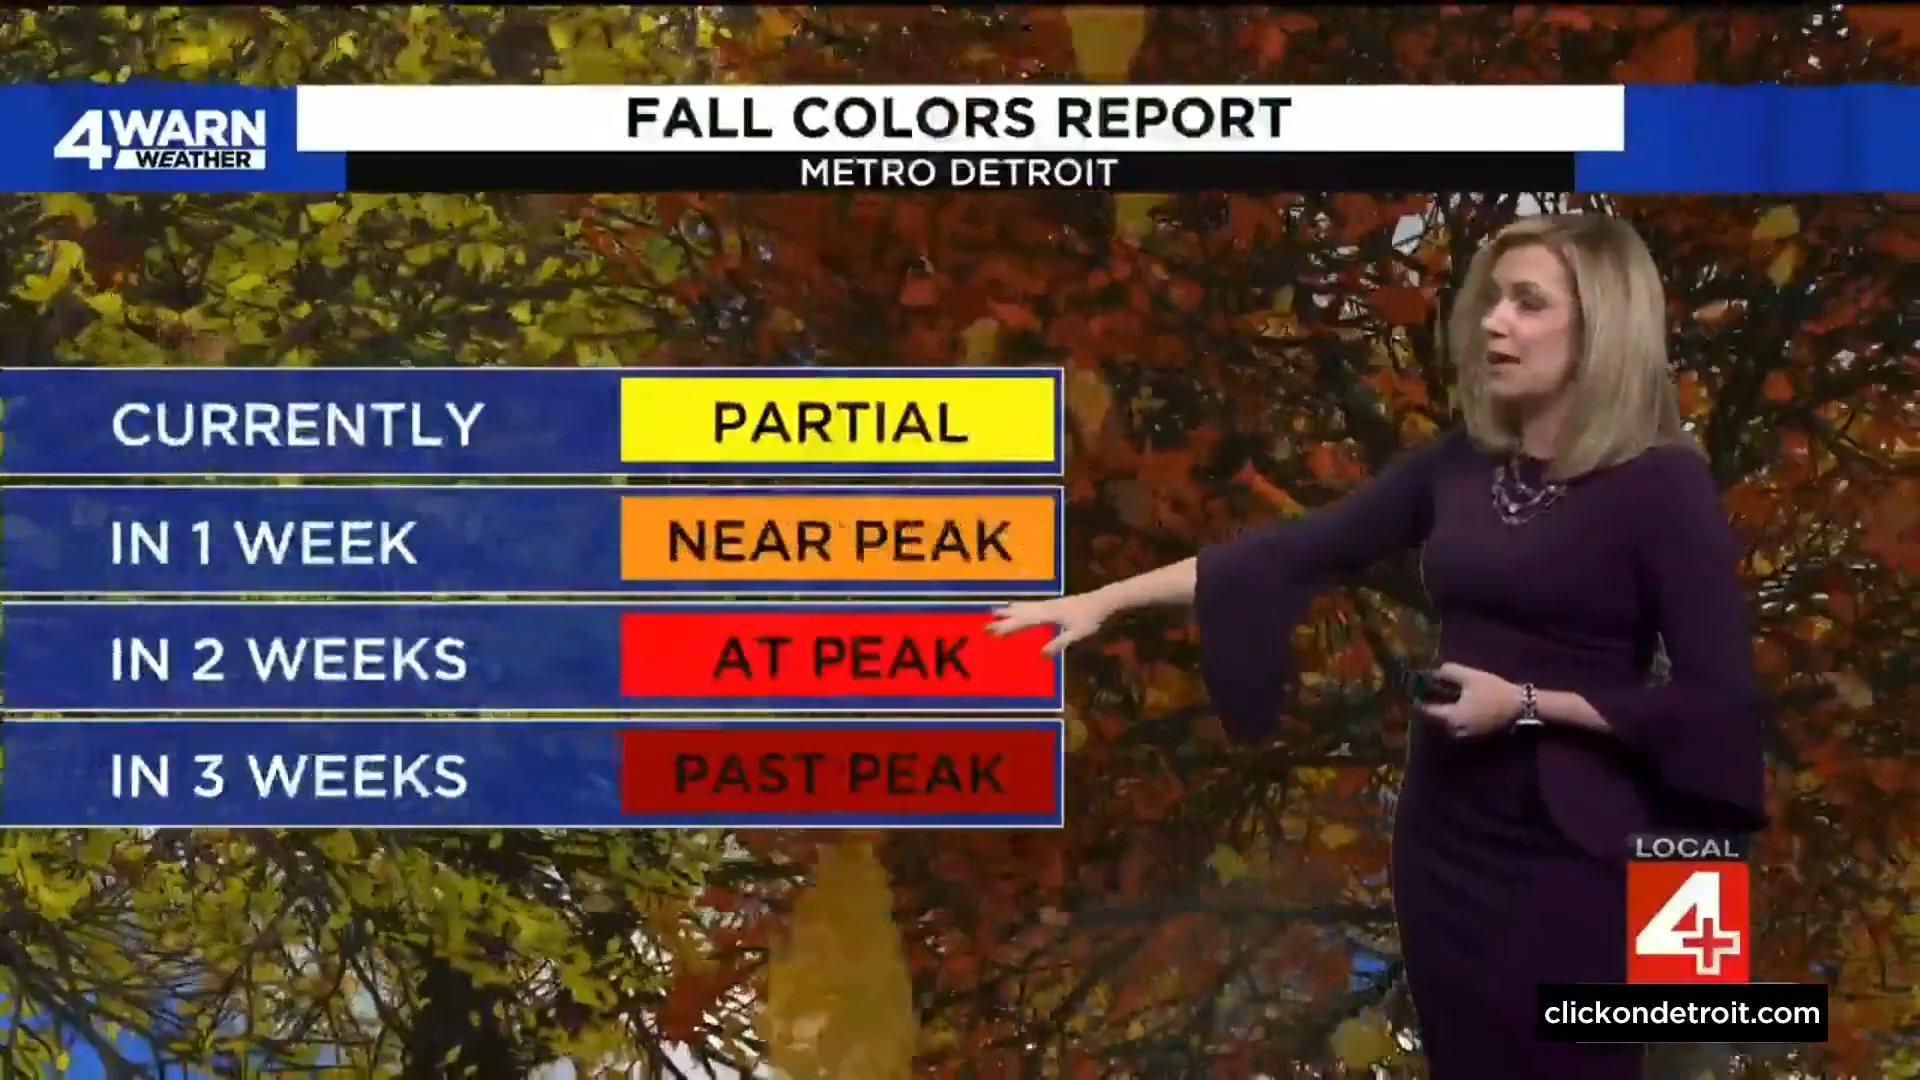 4WARN
WEATHER
FALL COLORS REPORT
METRO DETROIT
CURRENTLY PARTIAL
IN 1 WEEK NEAR PEAK
IN 2 WEEKS AT PEAK
IN 3 WEEKS PAST PEAK
LOCAL
4+
clickondetroit.com